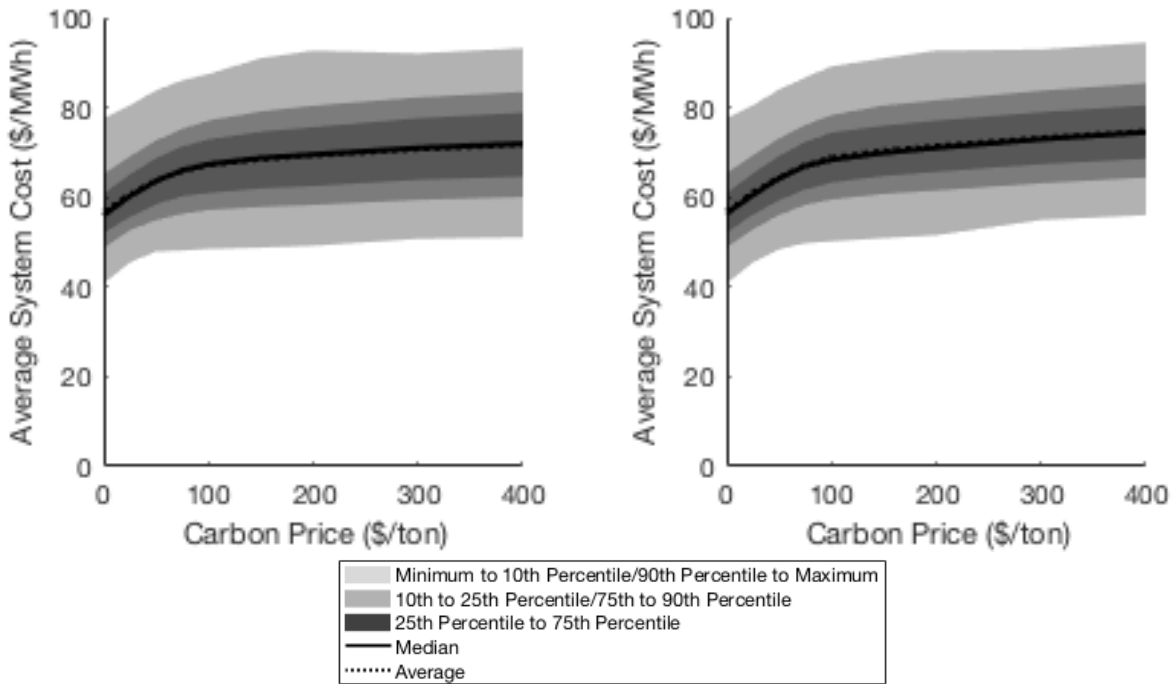 Average System Cost ($/MWh)
100
80
60
40
20
0
0 100 200 300 400
Carbon Price ($/ton)
Average System Cost ($/MWh)
100
80
60
40
20
0
0 100 200 300 400
Carbon Price ($/ton)
Minimum to 10th Percentile/90th Percentile to Maximum
10th to 25th Percentile/75th to 90th Percentile
25th Percentile to 75th Percentile
Median
Average